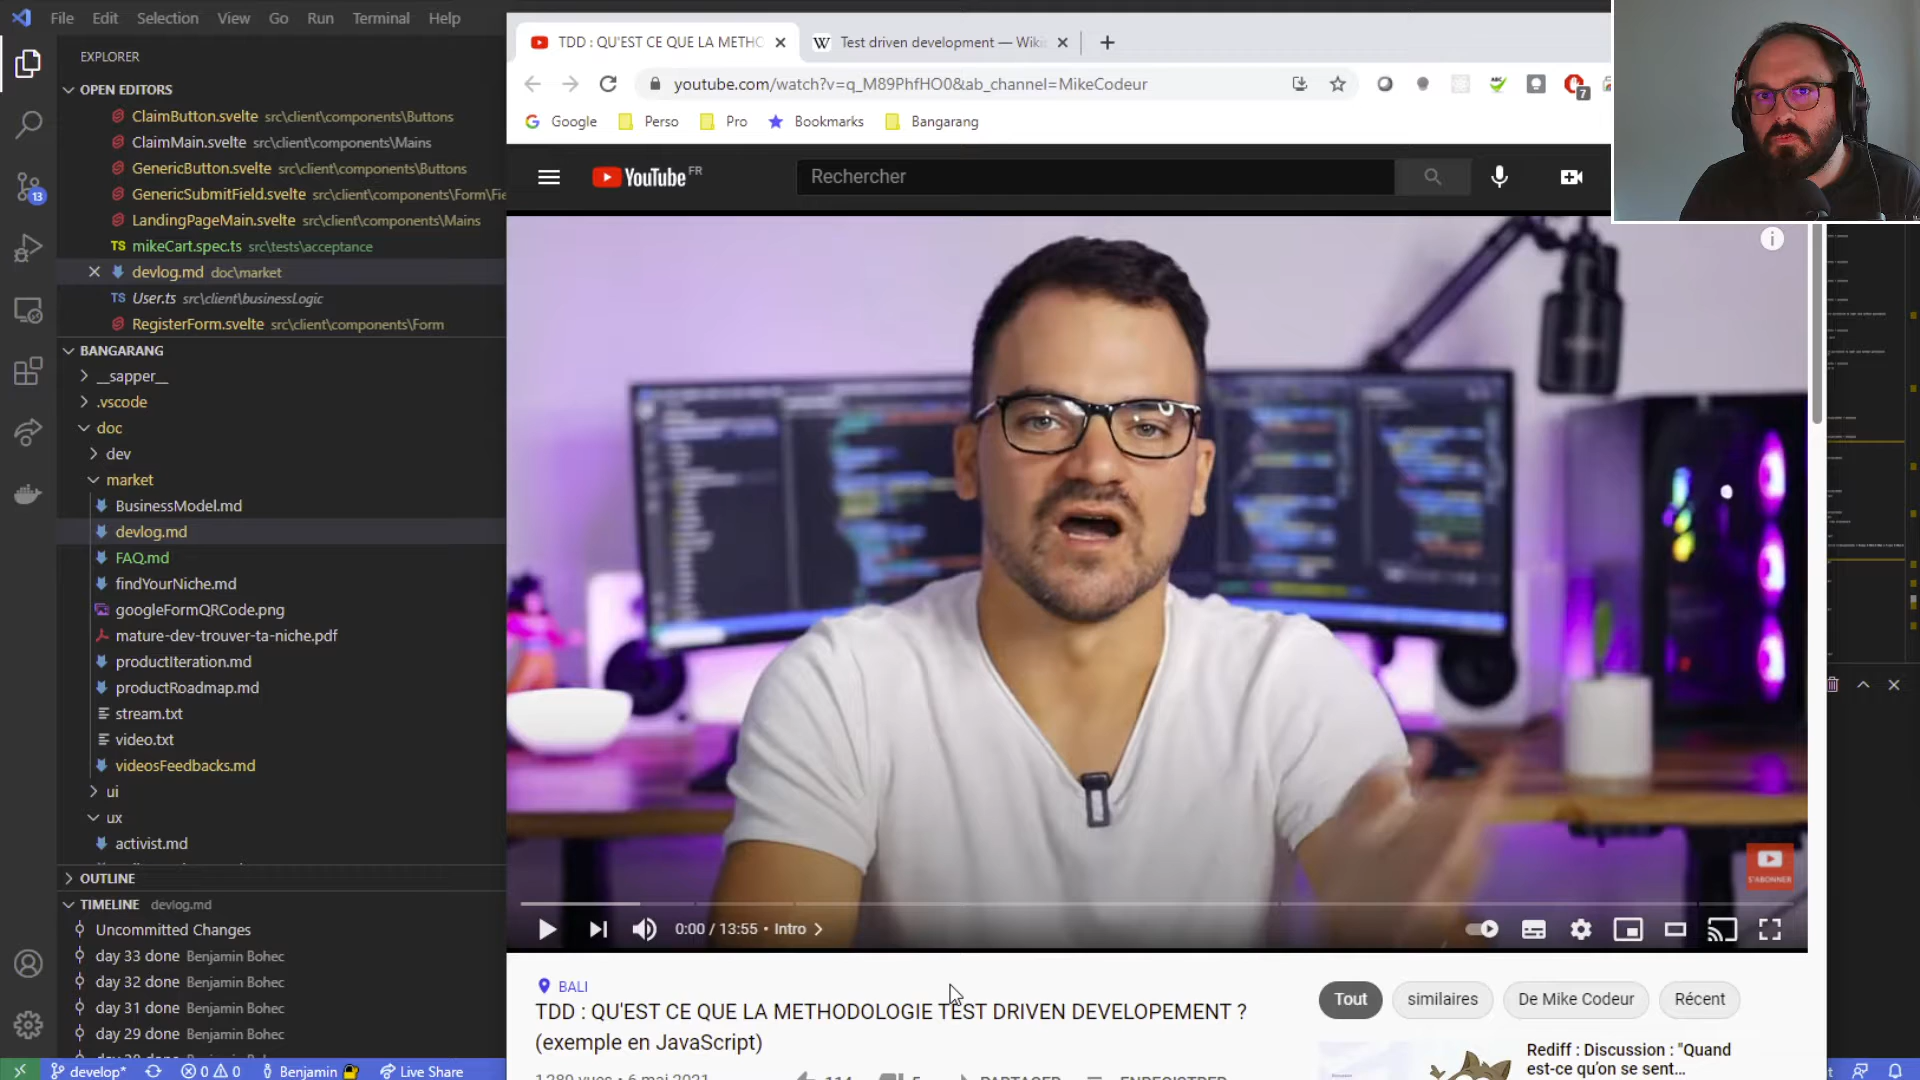 File Edit Selection View Go Run Terminal Help
EXPLORER
OPEN EDITORS
ClaimButton.svelte src\client\components\Buttons
ClaimMain.svelte src\client\components\Mains
GenericButton.svelte src\client\components\Buttons
GenericSubmitField.svelte src\client\components\Form\Fie
LandingPageMain.svelte src\client\components\Mains
TS mikeCart.spec.ts src\tests\acceptance
devlog.md doc\market
TS User.ts src\client\businessLogic
RegisterForm.svelte src\client\components\Form
BANGARANG
__sapper__
.vscode
doc
dev
market
BusinessModel.md
devlog.md
FAQ.md
findYourNiche.md
googleFormQRCode.png
mature-dev-trouver-ta-niche.pdf
productIteration.md
productRoadmap.md
stream.txt
video.txt
videosFeedbacks.md
ui
ux
activist.md
OUTLINE
TIMELINE devlog.md
Uncommitted Changes
day 33 done Benjamin Bohec
day 32 done Benjamin Bohec
day 31 done Benjamin Bohec
day 29 done Benjamin Bohec
13
develop* 0 0 Benjamin Live Share
TDD : QU'EST CE QUE LA METHO
W Test driven development — Wiki
youtube.com/watch?v=q_M89PhfHO0&ab_channel=MikeCodeur
ABC
7
Google Perso Pro Bookmarks Bangarang
YouTube FR
Rechercher
S'ABONNER
0:00 / 13:55 • Intro
BALI
TDD : QU'EST CE QUE LA METHODOLOGIE TEST DRIVEN DEVELOPEMENT ?
(exemple en JavaScript)
Tout similaires De Mike Codeur Récent
Rediff : Discussion : "Quand
est-ce qu'on se sent...